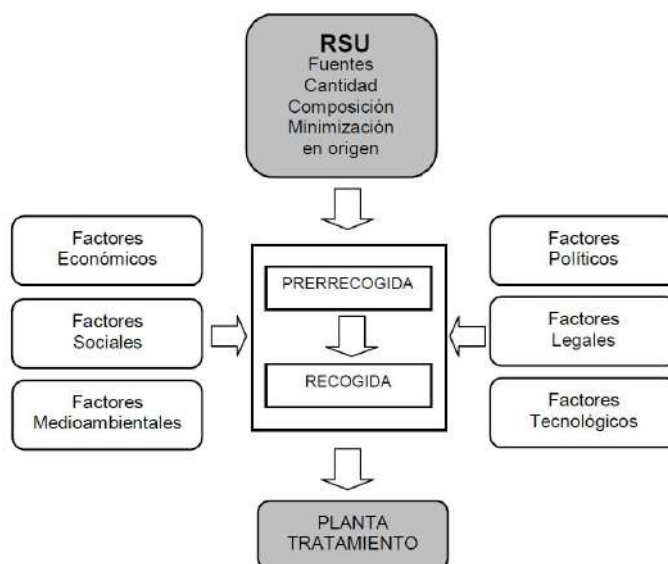 RSU
Fuentes
Cantidad
Composición
Minimización
en origen
Factores
Económicos
Factores
Sociales
Factores
Medioambientales
PRERRECOGIDA
RECOGIDA
Factores
Políticos
Factores
Legales
Factores
Tecnológicos
PLANTA
TRATAMIENTO